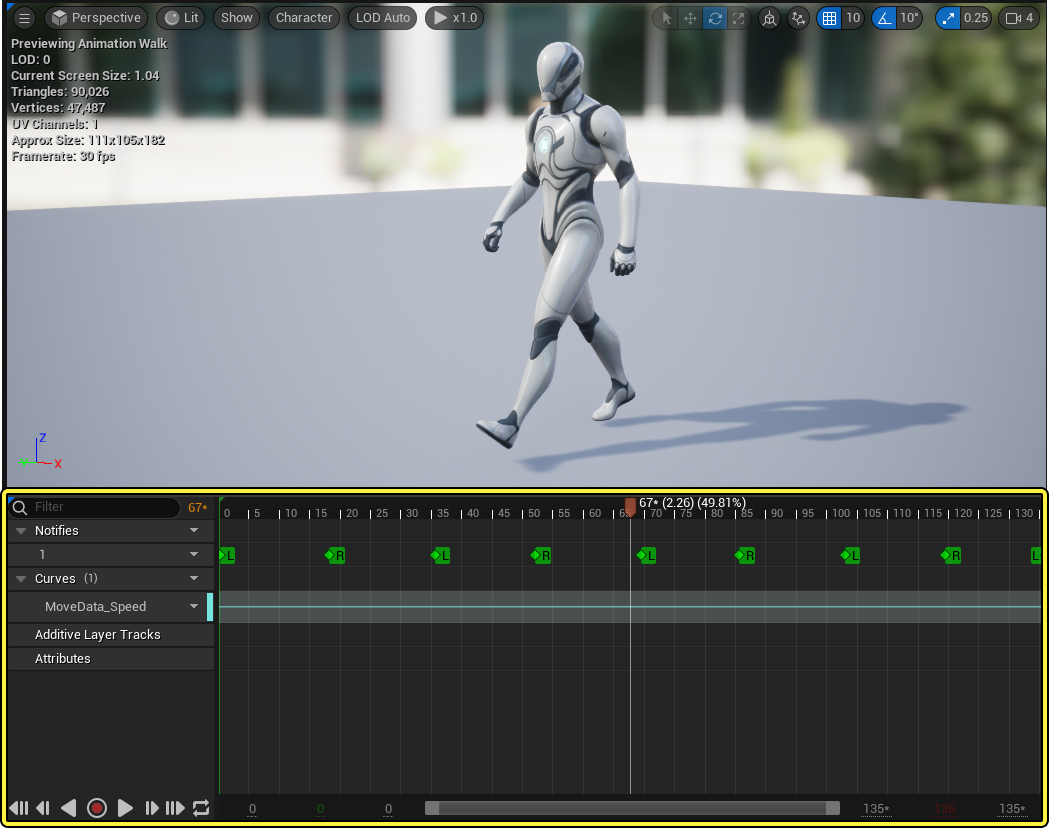 Perspective Lit Show Character LOD Auto x1.0 10 10° 0.25 4
Previewing Animation Walk
LOD: 0
Current Screen Size: 1.04
Triangles: 90,026
Vertices: 47,487
UV Channels: 1
Approx Size: 111x105x182
Framerate: 30 fps
Z
X
67* (2.26) (49.81%)
Filter 67*
0 5 10 15 20 25 30 35 40 45 50 55 60 65 70 75 80 85 90 95 100 105 110 115 120 125 130
Notifies
1 L R L R L R L R L
Curves (1)
MoveData_Speed
Additive Layer Tracks
Attributes
0 0 0 135* 130 135*